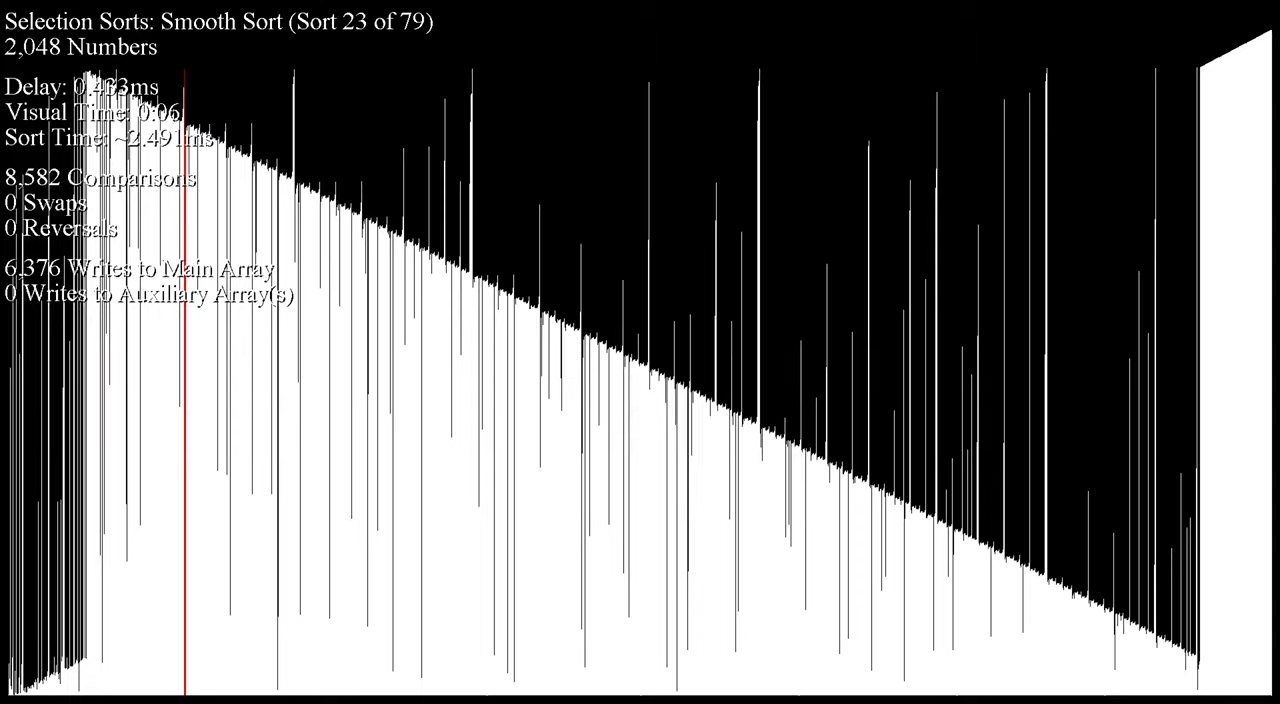 Selection Sorts: Smooth Sort (Sort 23 of 79)
2,048 Numbers
Delay: 0.433ms
Visual Time: 0:06
Sort Time: ~2.491ms
8,582 Comparisons
0 Swaps
0 Reversals
6,376 Writes to Main Array
0 Writes to Auxiliary Array(s)